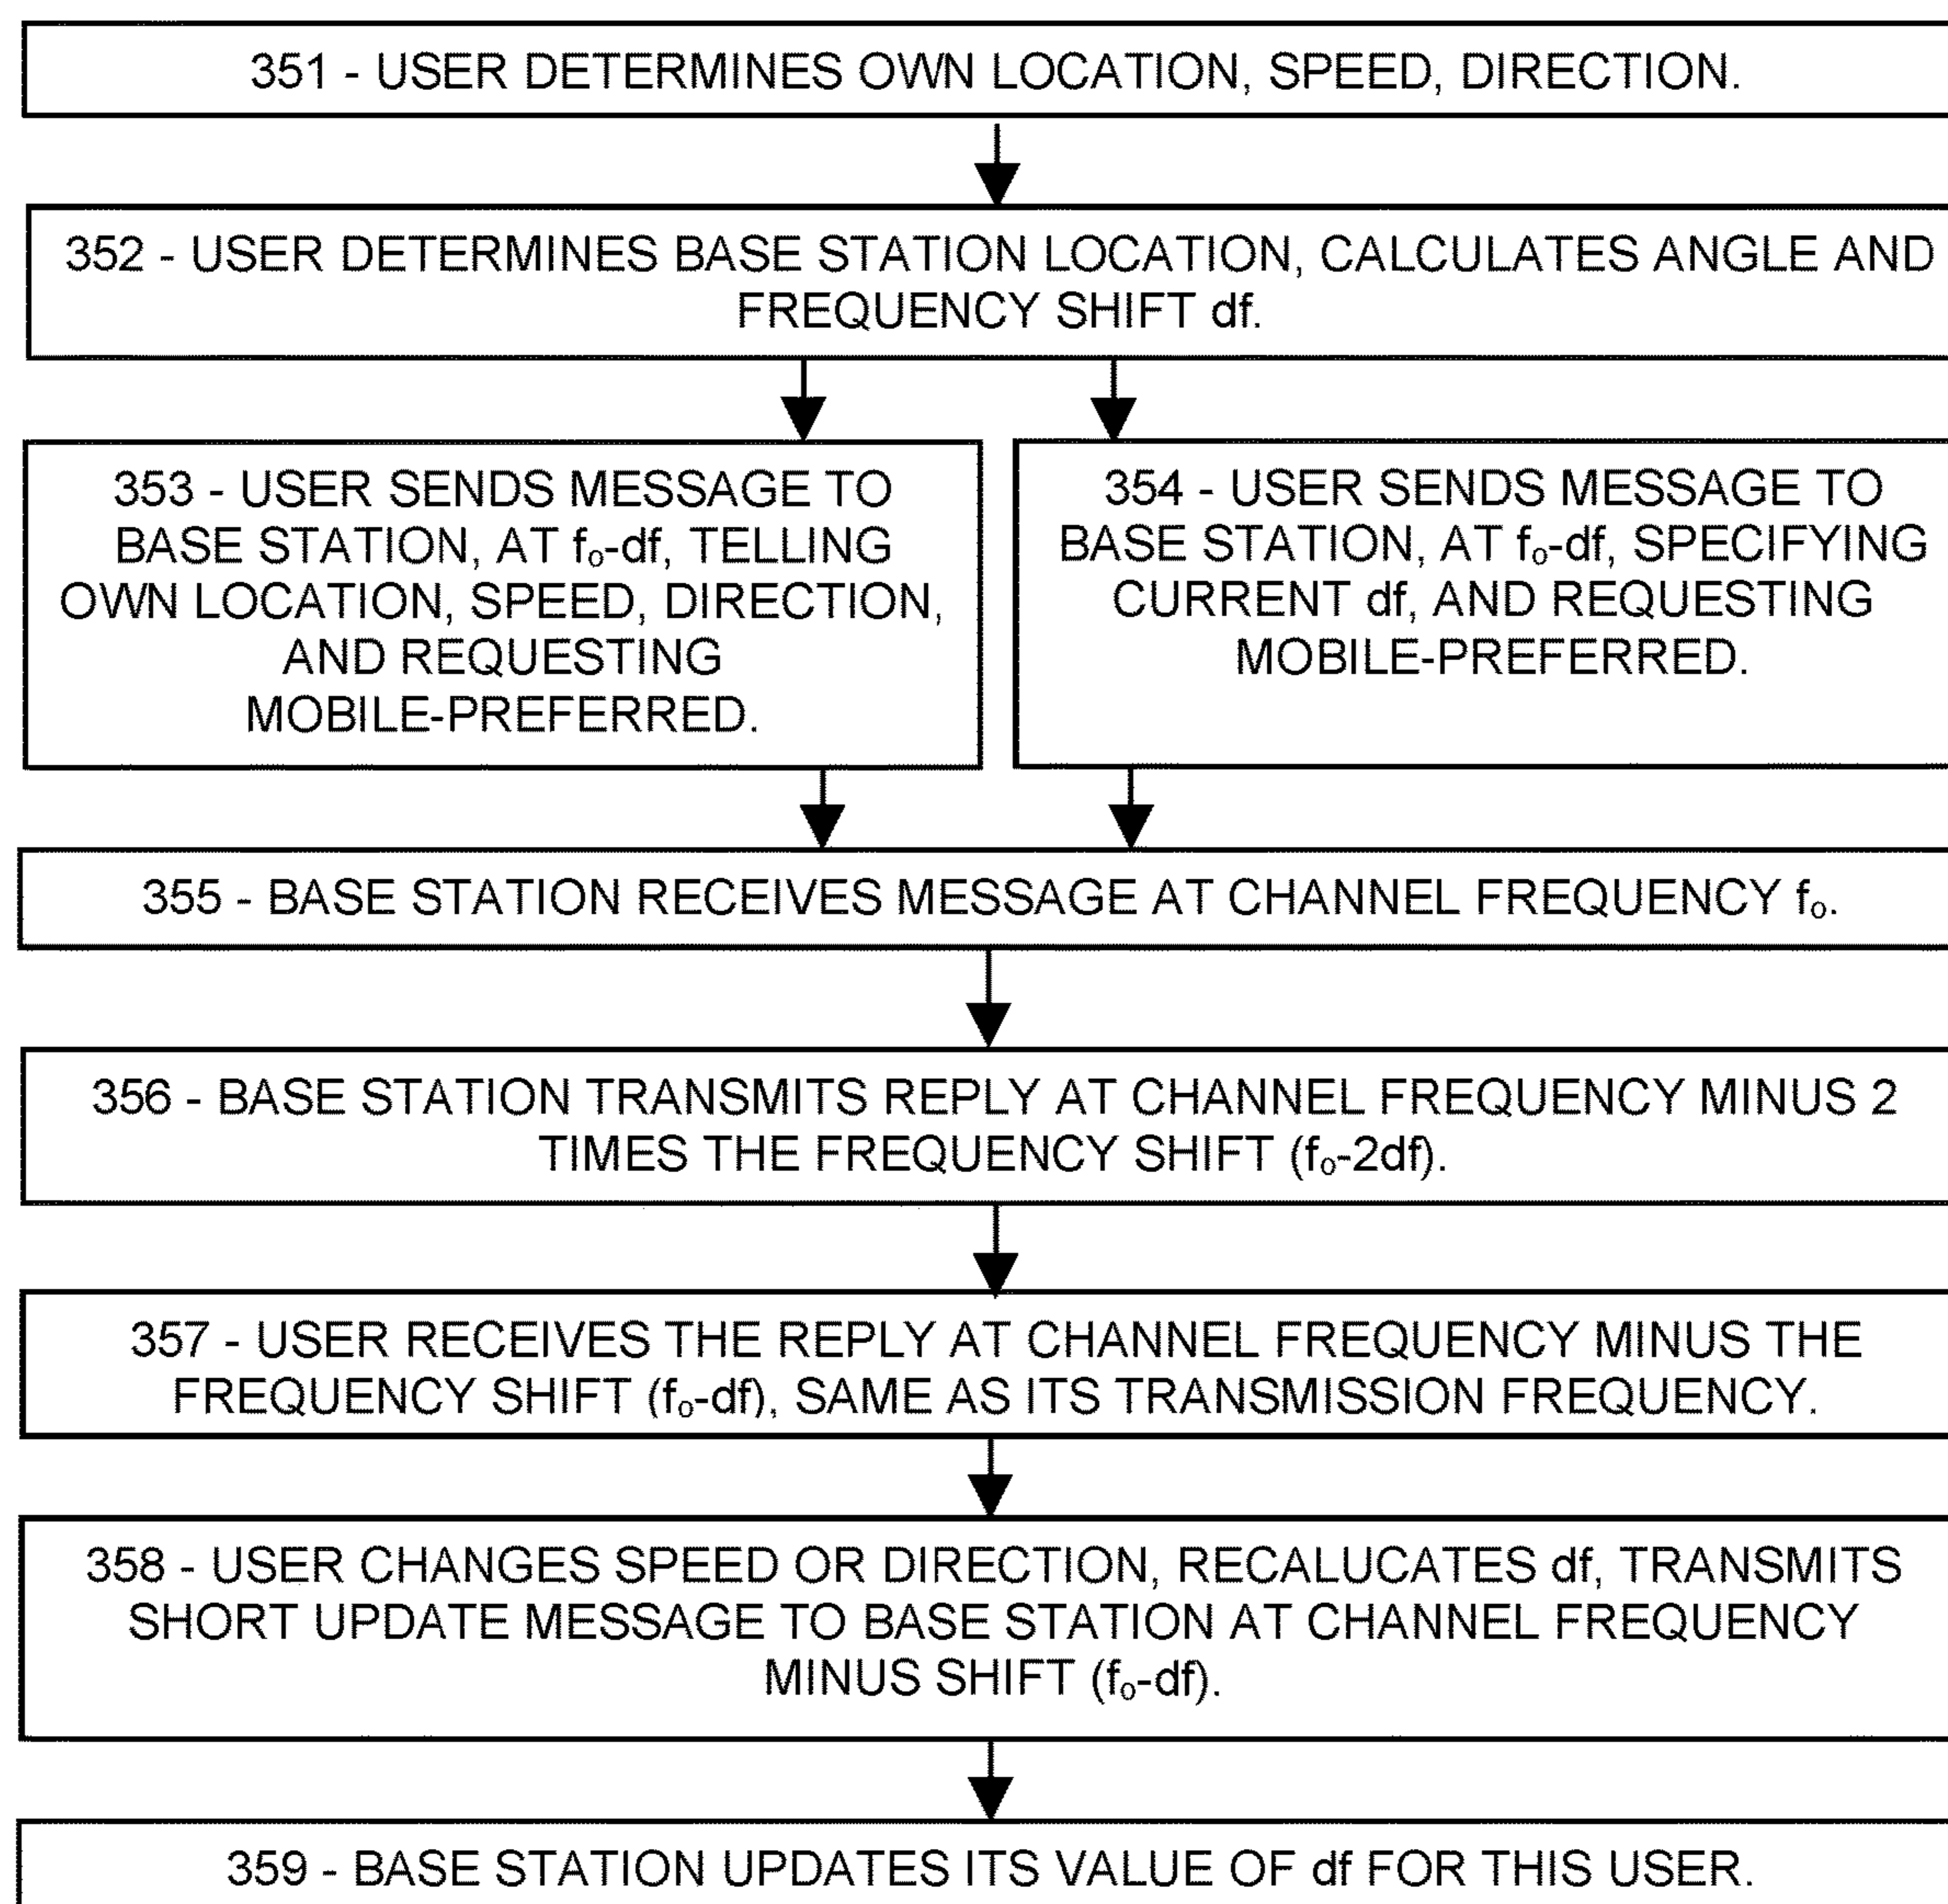 351 - USER DETERMINES OWN LOCATION, SPEED, DIRECTION.
352 - USER DETERMINES BASE STATION LOCATION, CALCULATES ANGLE AND
FREQUENCY SHIFT df.
353 - USER SENDS MESSAGE TO
BASE STATION, AT fₒ-df, TELLING
OWN LOCATION, SPEED, DIRECTION,
AND REQUESTING
MOBILE-PREFERRED.
354 - USER SENDS MESSAGE TO
BASE STATION, AT fₒ-df, SPECIFYING
CURRENT df, AND REQUESTING
MOBILE-PREFERRED.
355 - BASE STATION RECEIVES MESSAGE AT CHANNEL FREQUENCY fₒ.
356 - BASE STATION TRANSMITS REPLY AT CHANNEL FREQUENCY MINUS 2
TIMES THE FREQUENCY SHIFT (fₒ-2df).
357 - USER RECEIVES THE REPLY AT CHANNEL FREQUENCY MINUS THE
FREQUENCY SHIFT (fₒ-df), SAME AS ITS TRANSMISSION FREQUENCY.
358 - USER CHANGES SPEED OR DIRECTION, RECALUCATES df, TRANSMITS
SHORT UPDATE MESSAGE TO BASE STATION AT CHANNEL FREQUENCY
MINUS SHIFT (fₒ-df).
359 - BASE STATION UPDATES ITS VALUE OF df FOR THIS USER.